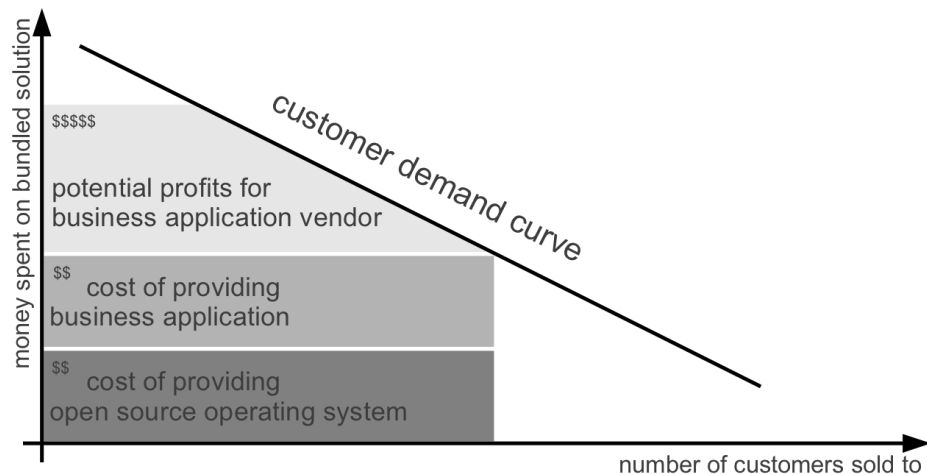 money spent on bundled solution
$$$$$
potential profits for
business application vendor
customer demand curve
$$
cost of providing
business application
$$
cost of providing
open source operating system
number of customers sold to